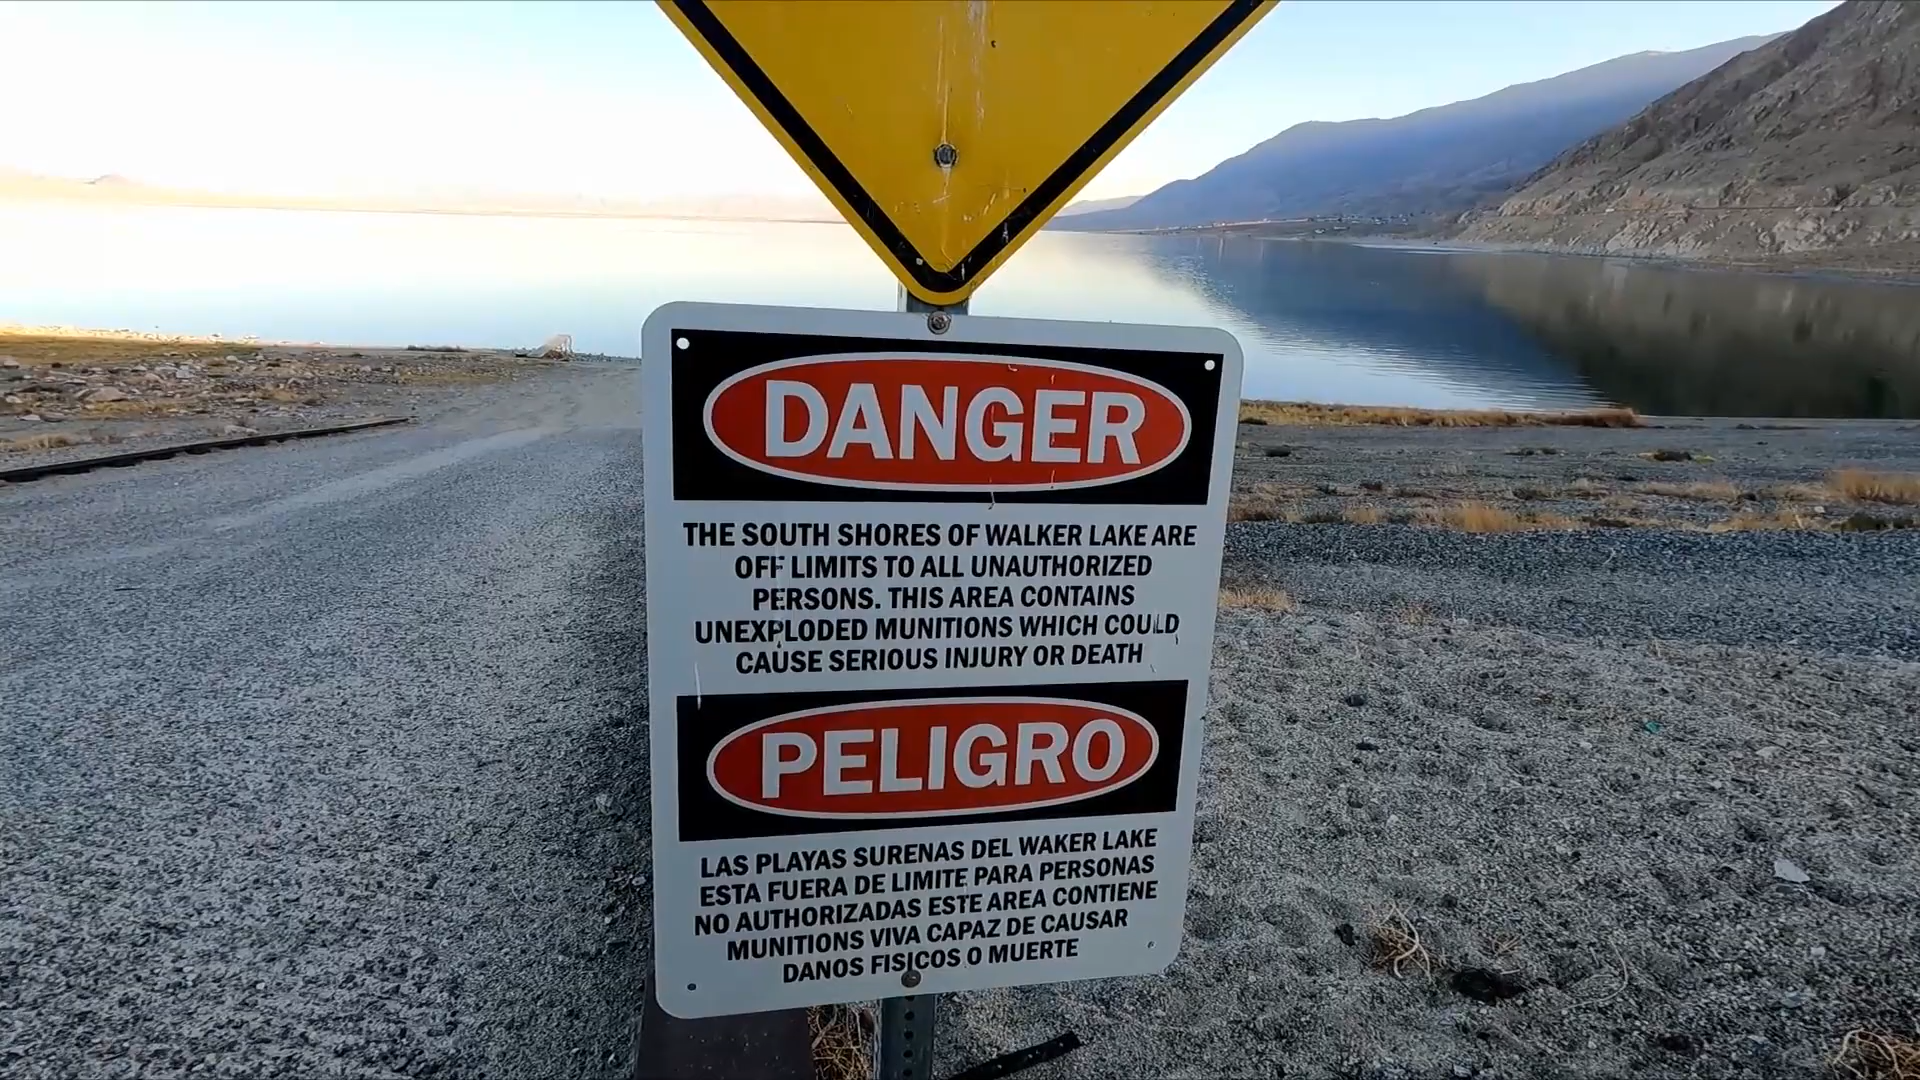 DANGER
THE SOUTH SHORES OF WALKER LAKE ARE
OFF LIMITS TO ALL UNAUTHORIZED
PERSONS. THIS AREA CONTAINS
UNEXPLODED MUNITIONS WHICH COULD
CAUSE SERIOUS INJURY OR DEATH
PELIGRO
LAS PLAYAS SURENAS DEL WAKER LAKE
ESTA FUERA DE LIMITE PARA PERSONAS
NO AUTHORIZADAS ESTE AREA CONTIENE
MUNITIONS VIVA CAPAZ DE CAUSAR
DANOS FISICOS O MUERTE